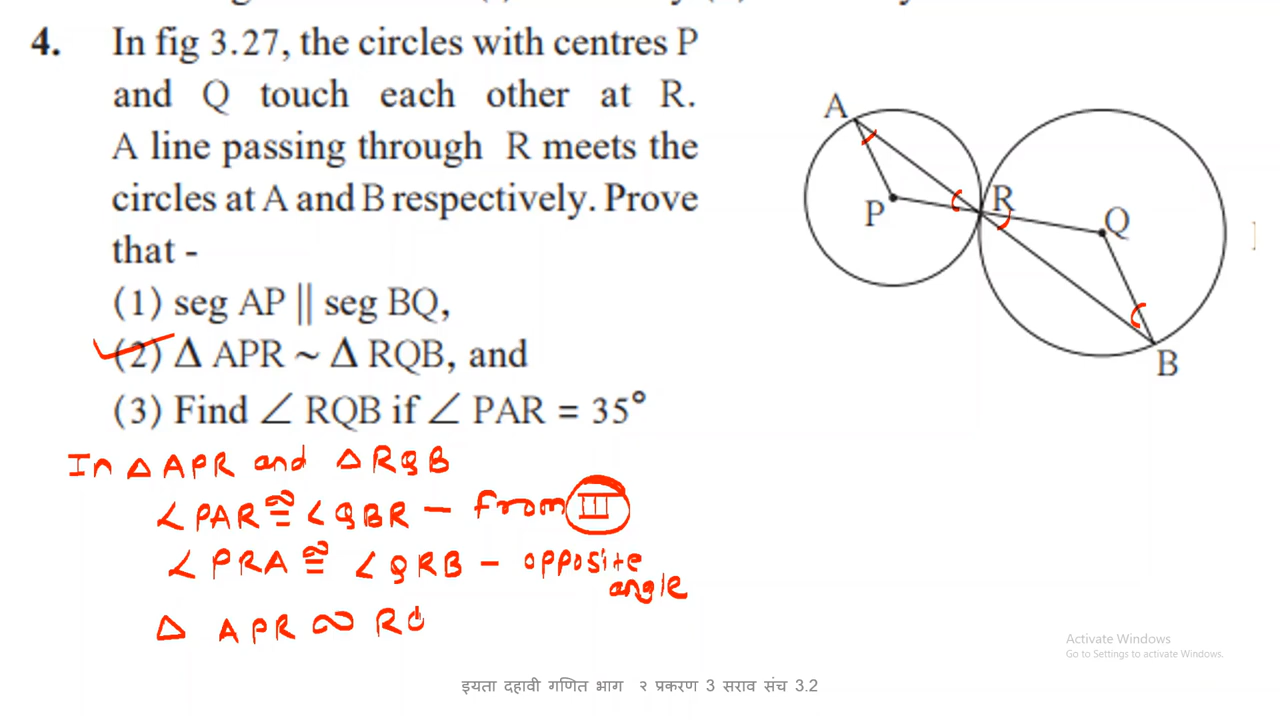 4. In fig 3.27, the circles with centres P
and Q touch each other at R.
A line passing through R meets the
circles at A and B respectively. Prove
that -
(1) seg AP || seg BQ,
(2) Δ APR ~ Δ RQB, and
(3) Find ∠ RQB if ∠ PAR = 35°
A
P
R
Q
B
In Δ APR and Δ RQB
∠ PAR ≅ ∠ QBR - from III
∠ PRA ≅ ∠ QRB - opposite
angle
Δ APR ∾ RQ
Activate Windows
Go to Settings to activate Windows.
इयता दहावी गणित भाग २ प्रकरण 3 सराव संच 3.2